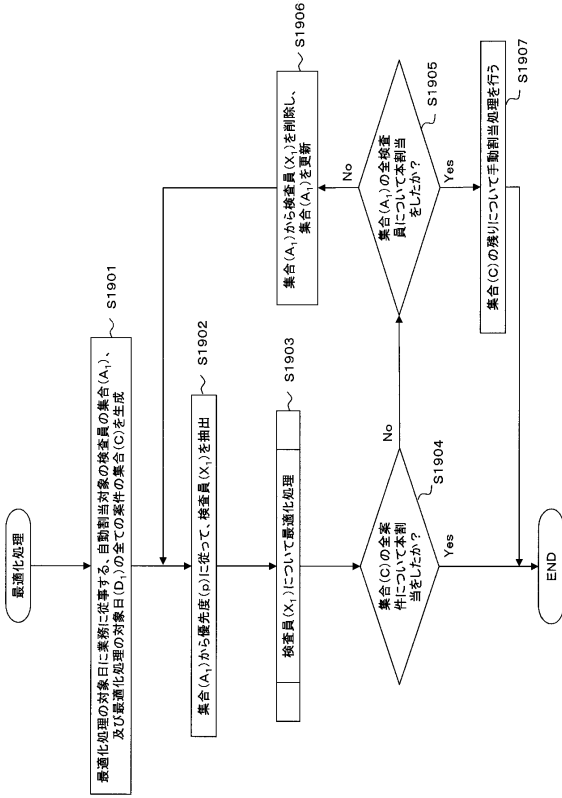 最適化処理
最適化処理の対象日に業務に従事する、自動割当対象の検査員の集合(A₁)、
及び最適化処理の対象日(D₁)の全ての案件の集合(C)を生成
S1901
集合(A₁)から優先度(p)に従って、検査員(X₁)を抽出
S1902
検査員(X₁)について最適化処理
S1903
集合(C)の全案
件について本割
当をしたか?
S1904
No
Yes
集合(A₁)の全検査
員について本割当
をしたか?
S1905
No
Yes
集合(A₁)から検査員(X₁)を削除し、
集合(A₁)を更新
S1906
集合(C)の残りについて手動割当処理を行う
S1907
END